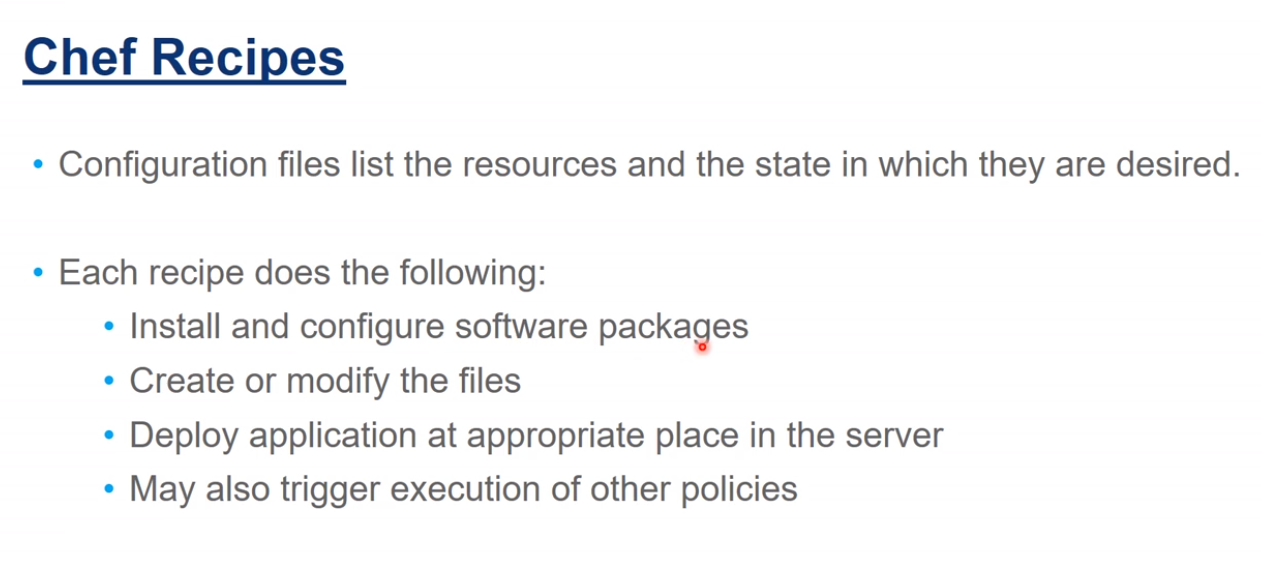 Chef Recipes
• Configuration files list the resources and the state in which they are desired.
• Each recipe does the following:
• Install and configure software packages
• Create or modify the files
• Deploy application at appropriate place in the server
• May also trigger execution of other policies